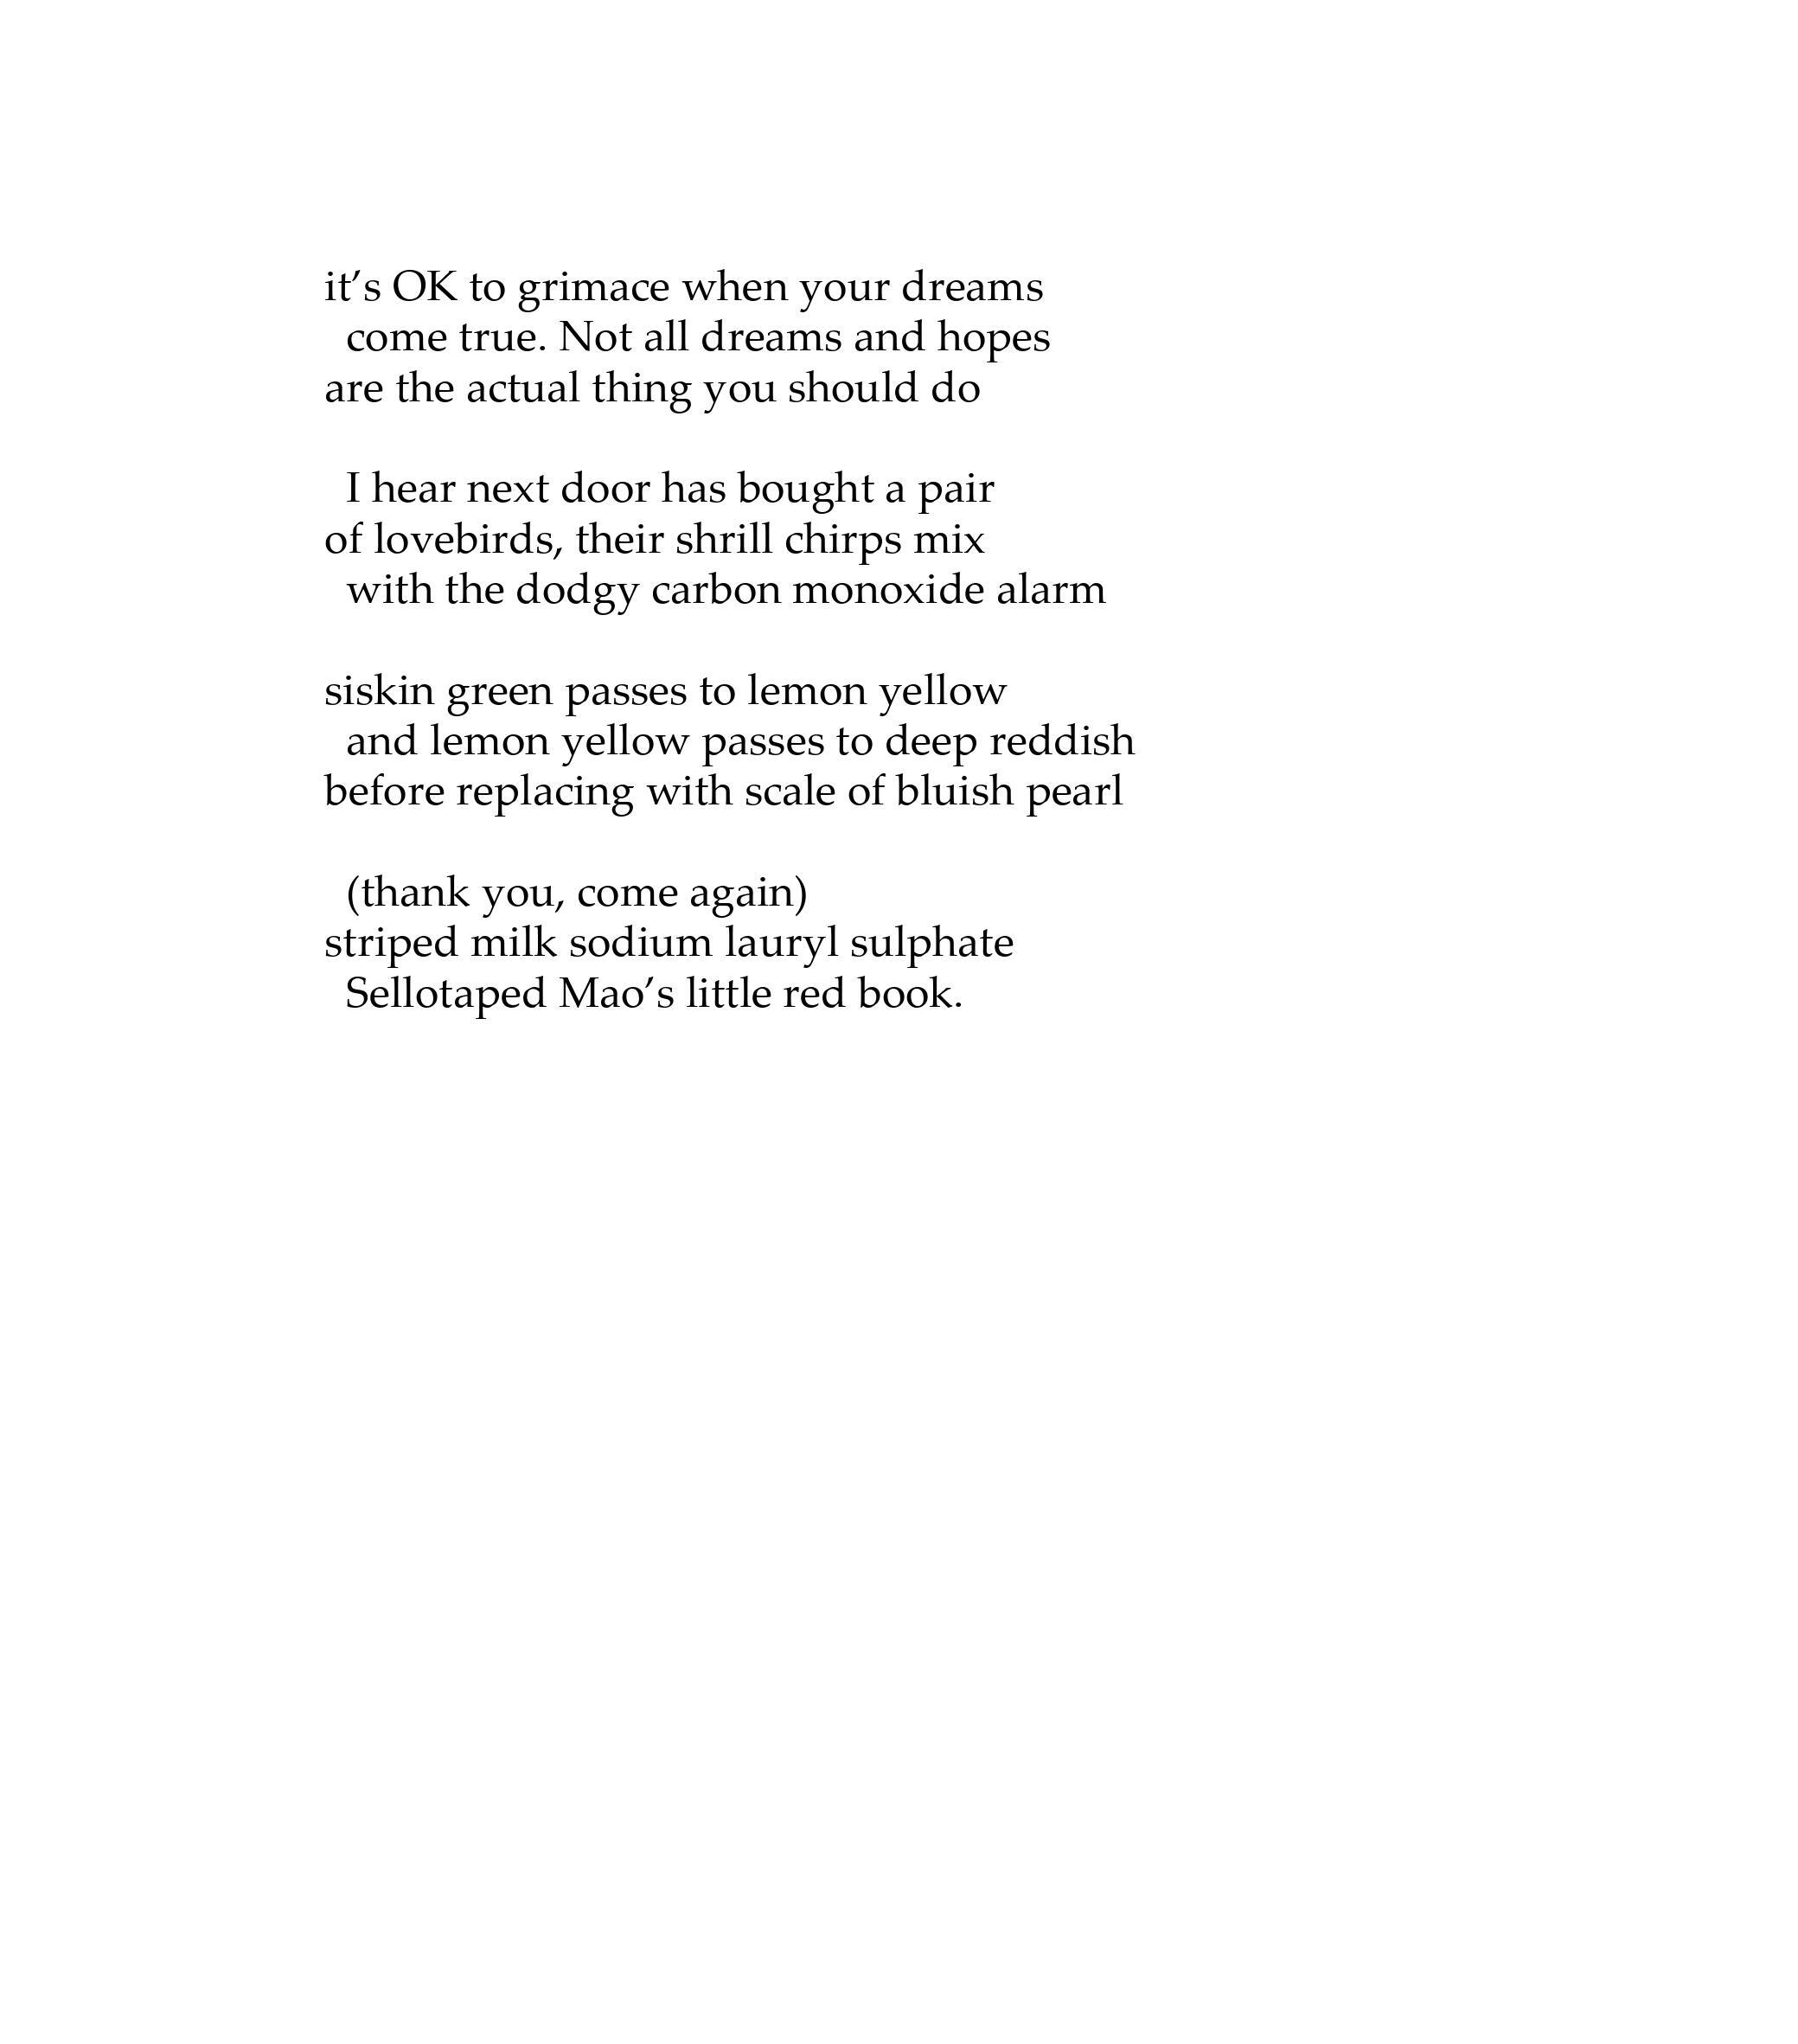 it’s OK to grimace when your dreams
come true. Not all dreams and hopes
are the actual thing you should do
I hear next door has bought a pair
of lovebirds, their shrill chirps mix
with the dodgy carbon monoxide alarm
siskin green passes to lemon yellow
and lemon yellow passes to deep reddish
before replacing with scale of bluish pearl
(thank you, come again)
striped milk sodium lauryl sulphate
Sellotaped Mao’s little red book.